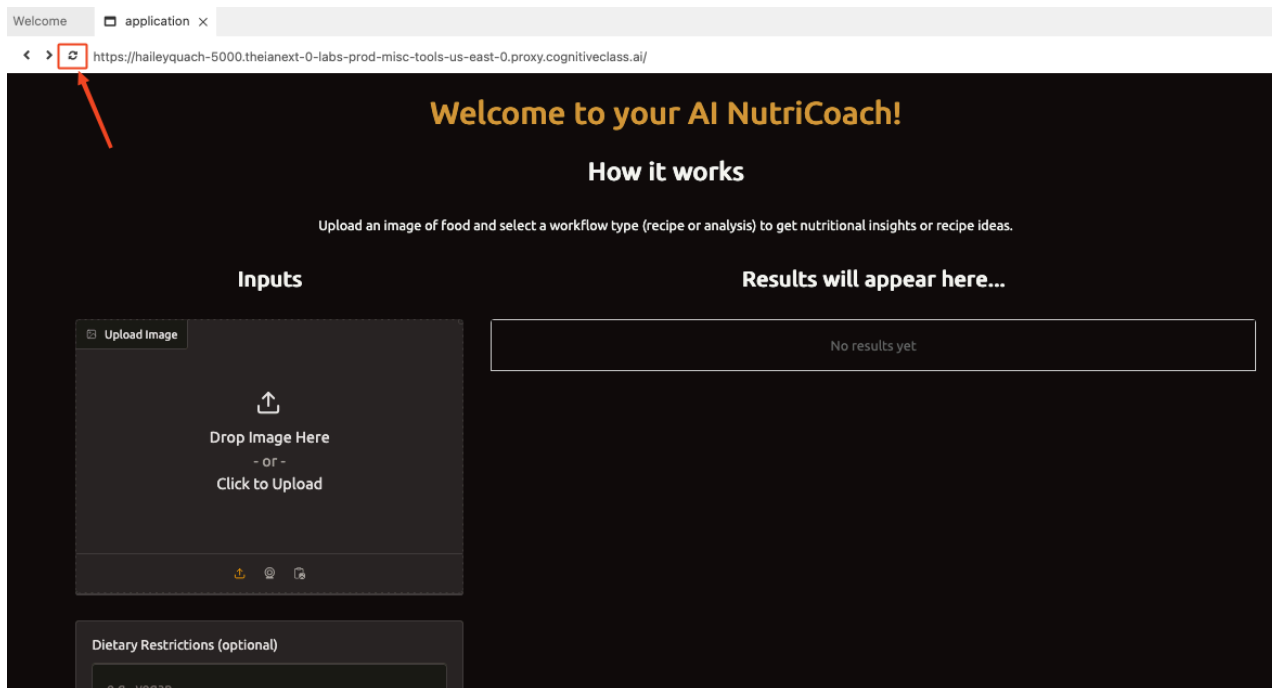 Welcome
application
https://haileyquach-5000.theianext-0-labs-prod-misc-tools-us-east-0.proxy.cognitiveclass.ai/
Welcome to your AI NutriCoach!
How it works
Upload an image of food and select a workflow type (recipe or analysis) to get nutritional insights or recipe ideas.
Inputs
Results will appear here...
Upload Image
No results yet
Drop Image Here
- or -
Click to Upload
Dietary Restrictions (optional)